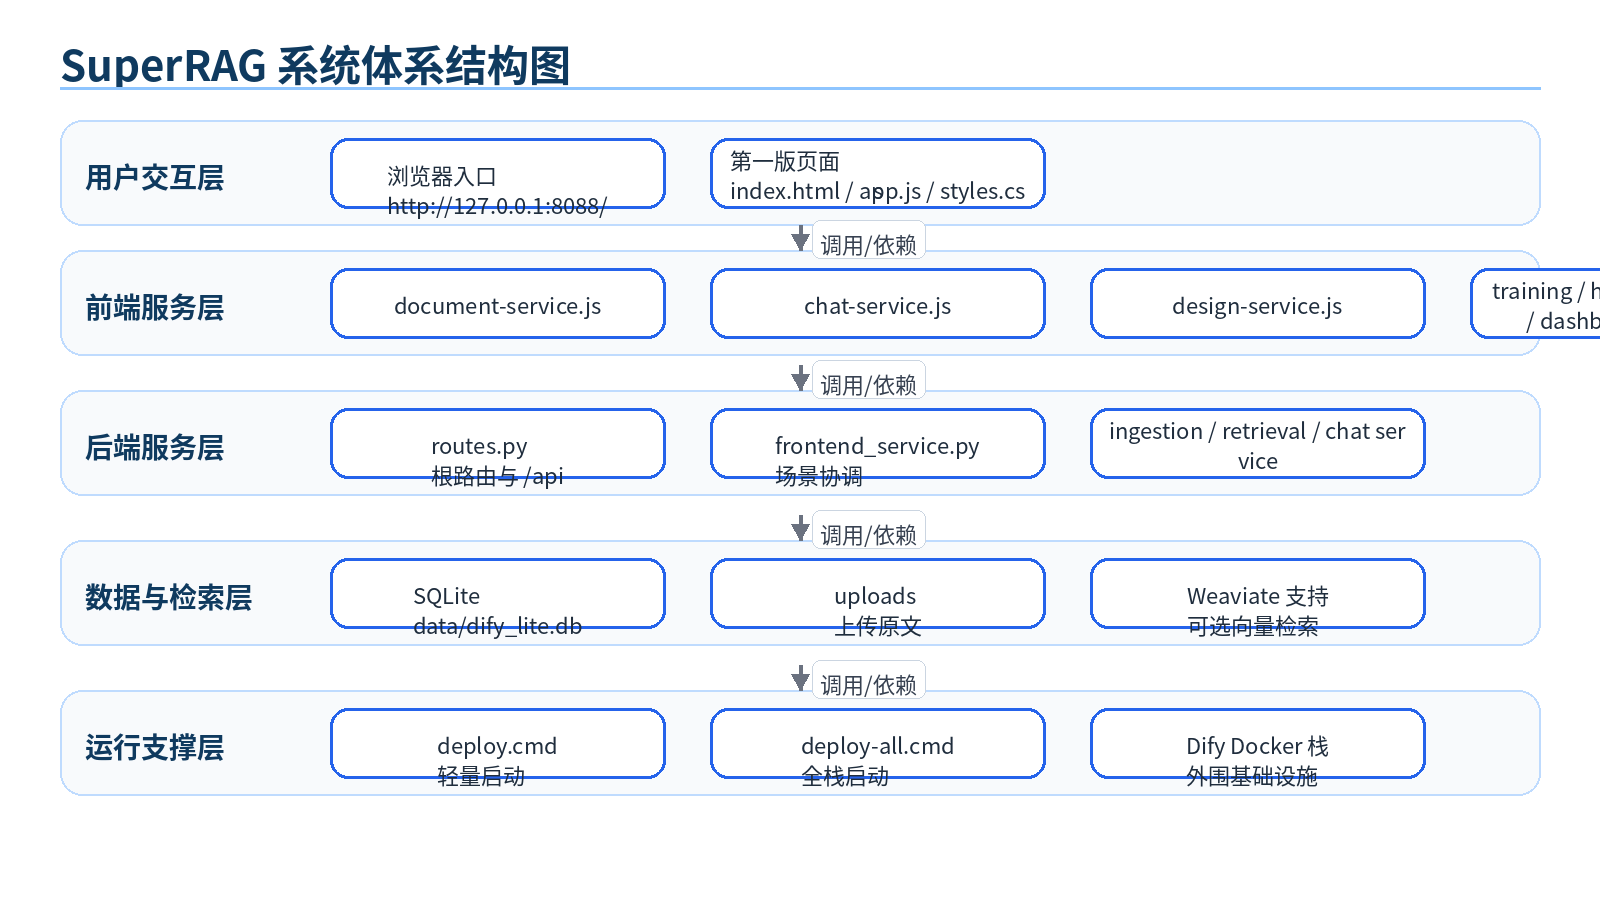 SuperRAG 系统体系结构图
用户交互层
浏览器入口
http://127.0.0.1:8088/
第一版页面
index.html / app.js / styles.cs
调用/依赖
前端服务层
document-service.js
chat-service.js
design-service.js
training / h
/ dashb
调用/依赖
后端服务层
routes.py
根路由与 /api
frontend_service.py
场景协调
ingestion / retrieval / chat ser
vice
调用/依赖
数据与检索层
SQLite
data/dify_lite.db
uploads
上传原文
Weaviate 支持
可选向量检索
调用/依赖
运行支撑层
deploy.cmd
轻量启动
deploy-all.cmd
全栈启动
Dify Docker 栈
外围基础设施